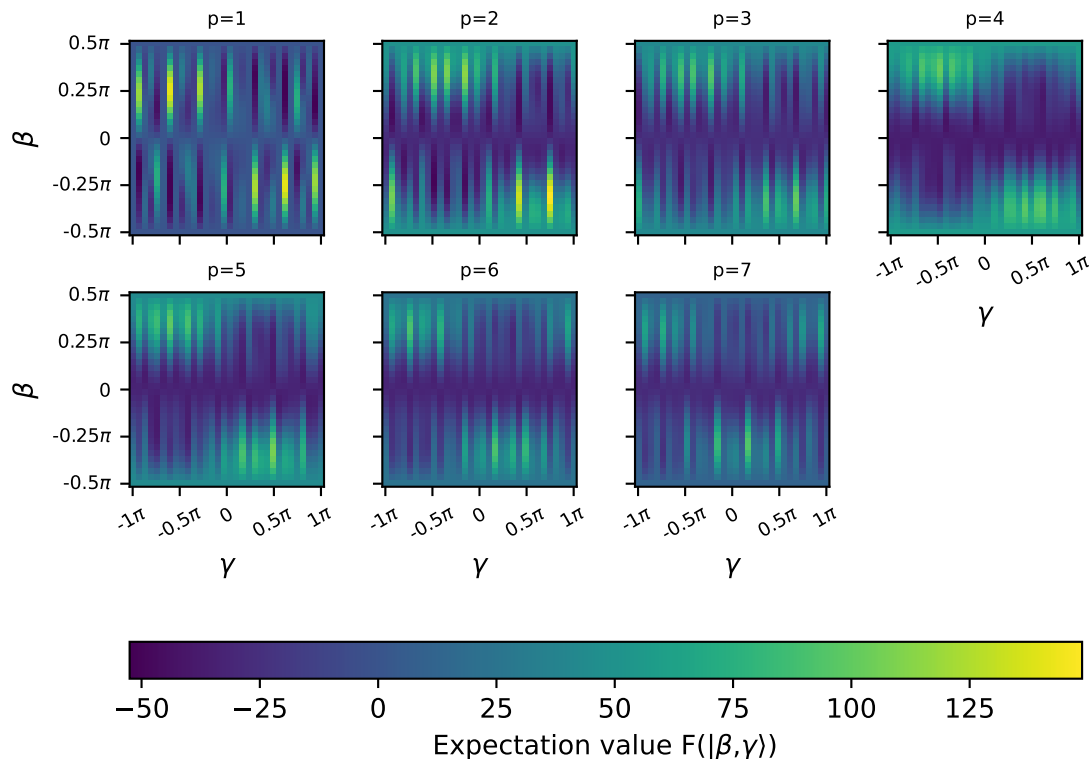 p=1 p=2 p=3 p=4
0.5π
0.25π
0
-0.25π
-0.5π
β
-1π -0.5π 0 0.5π 1π
γ
p=5 p=6 p=7
0.5π
0.25π
0
-0.25π
-0.5π
β
-1π -0.5π 0 0.5π 1π -1π -0.5π 0 0.5π 1π -1π -0.5π 0 0.5π 1π
γ γ γ
−50 −25 0 25 50 75 100 125
Expectation value F(|β,γ⟩)